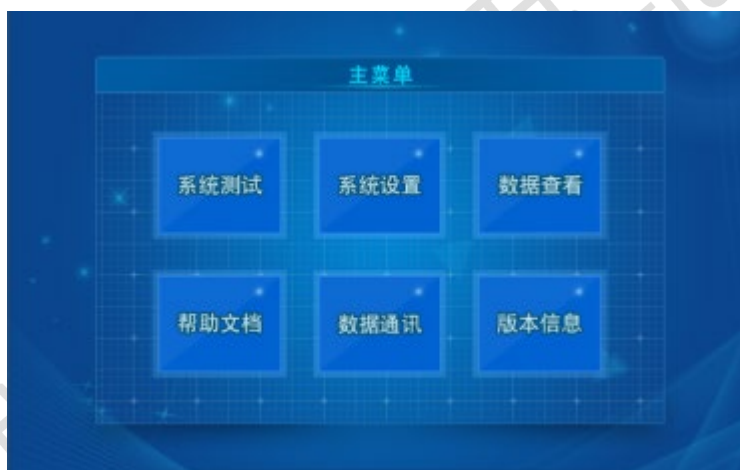 主菜单
系统测试
系统设置
数据查看
帮助文档
数据通讯
版本信息